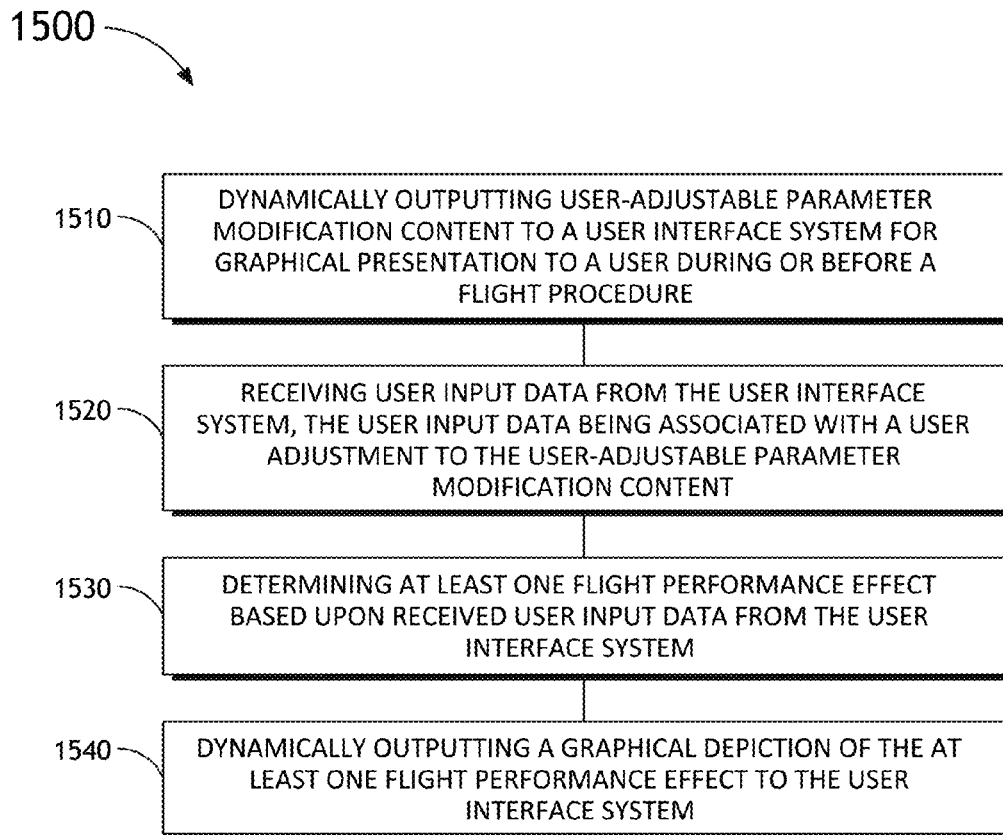 1500
1510
DYNAMICALLY OUTPUTTING USER-ADJUSTABLE PARAMETER
MODIFICATION CONTENT TO A USER INTERFACE SYSTEM FOR
GRAPHICAL PRESENTATION TO A USER DURING OR BEFORE A
FLIGHT PROCEDURE
1520
RECEIVING USER INPUT DATA FROM THE USER INTERFACE
SYSTEM, THE USER INPUT DATA BEING ASSOCIATED WITH A USER
ADJUSTMENT TO THE USER-ADJUSTABLE PARAMETER
MODIFICATION CONTENT
1530
DETERMINING AT LEAST ONE FLIGHT PERFORMANCE EFFECT
BASED UPON RECEIVED USER INPUT DATA FROM THE USER
INTERFACE SYSTEM
1540
DYNAMICALLY OUTPUTTING A GRAPHICAL DEPICTION OF THE AT
LEAST ONE FLIGHT PERFORMANCE EFFECT TO THE USER
INTERFACE SYSTEM